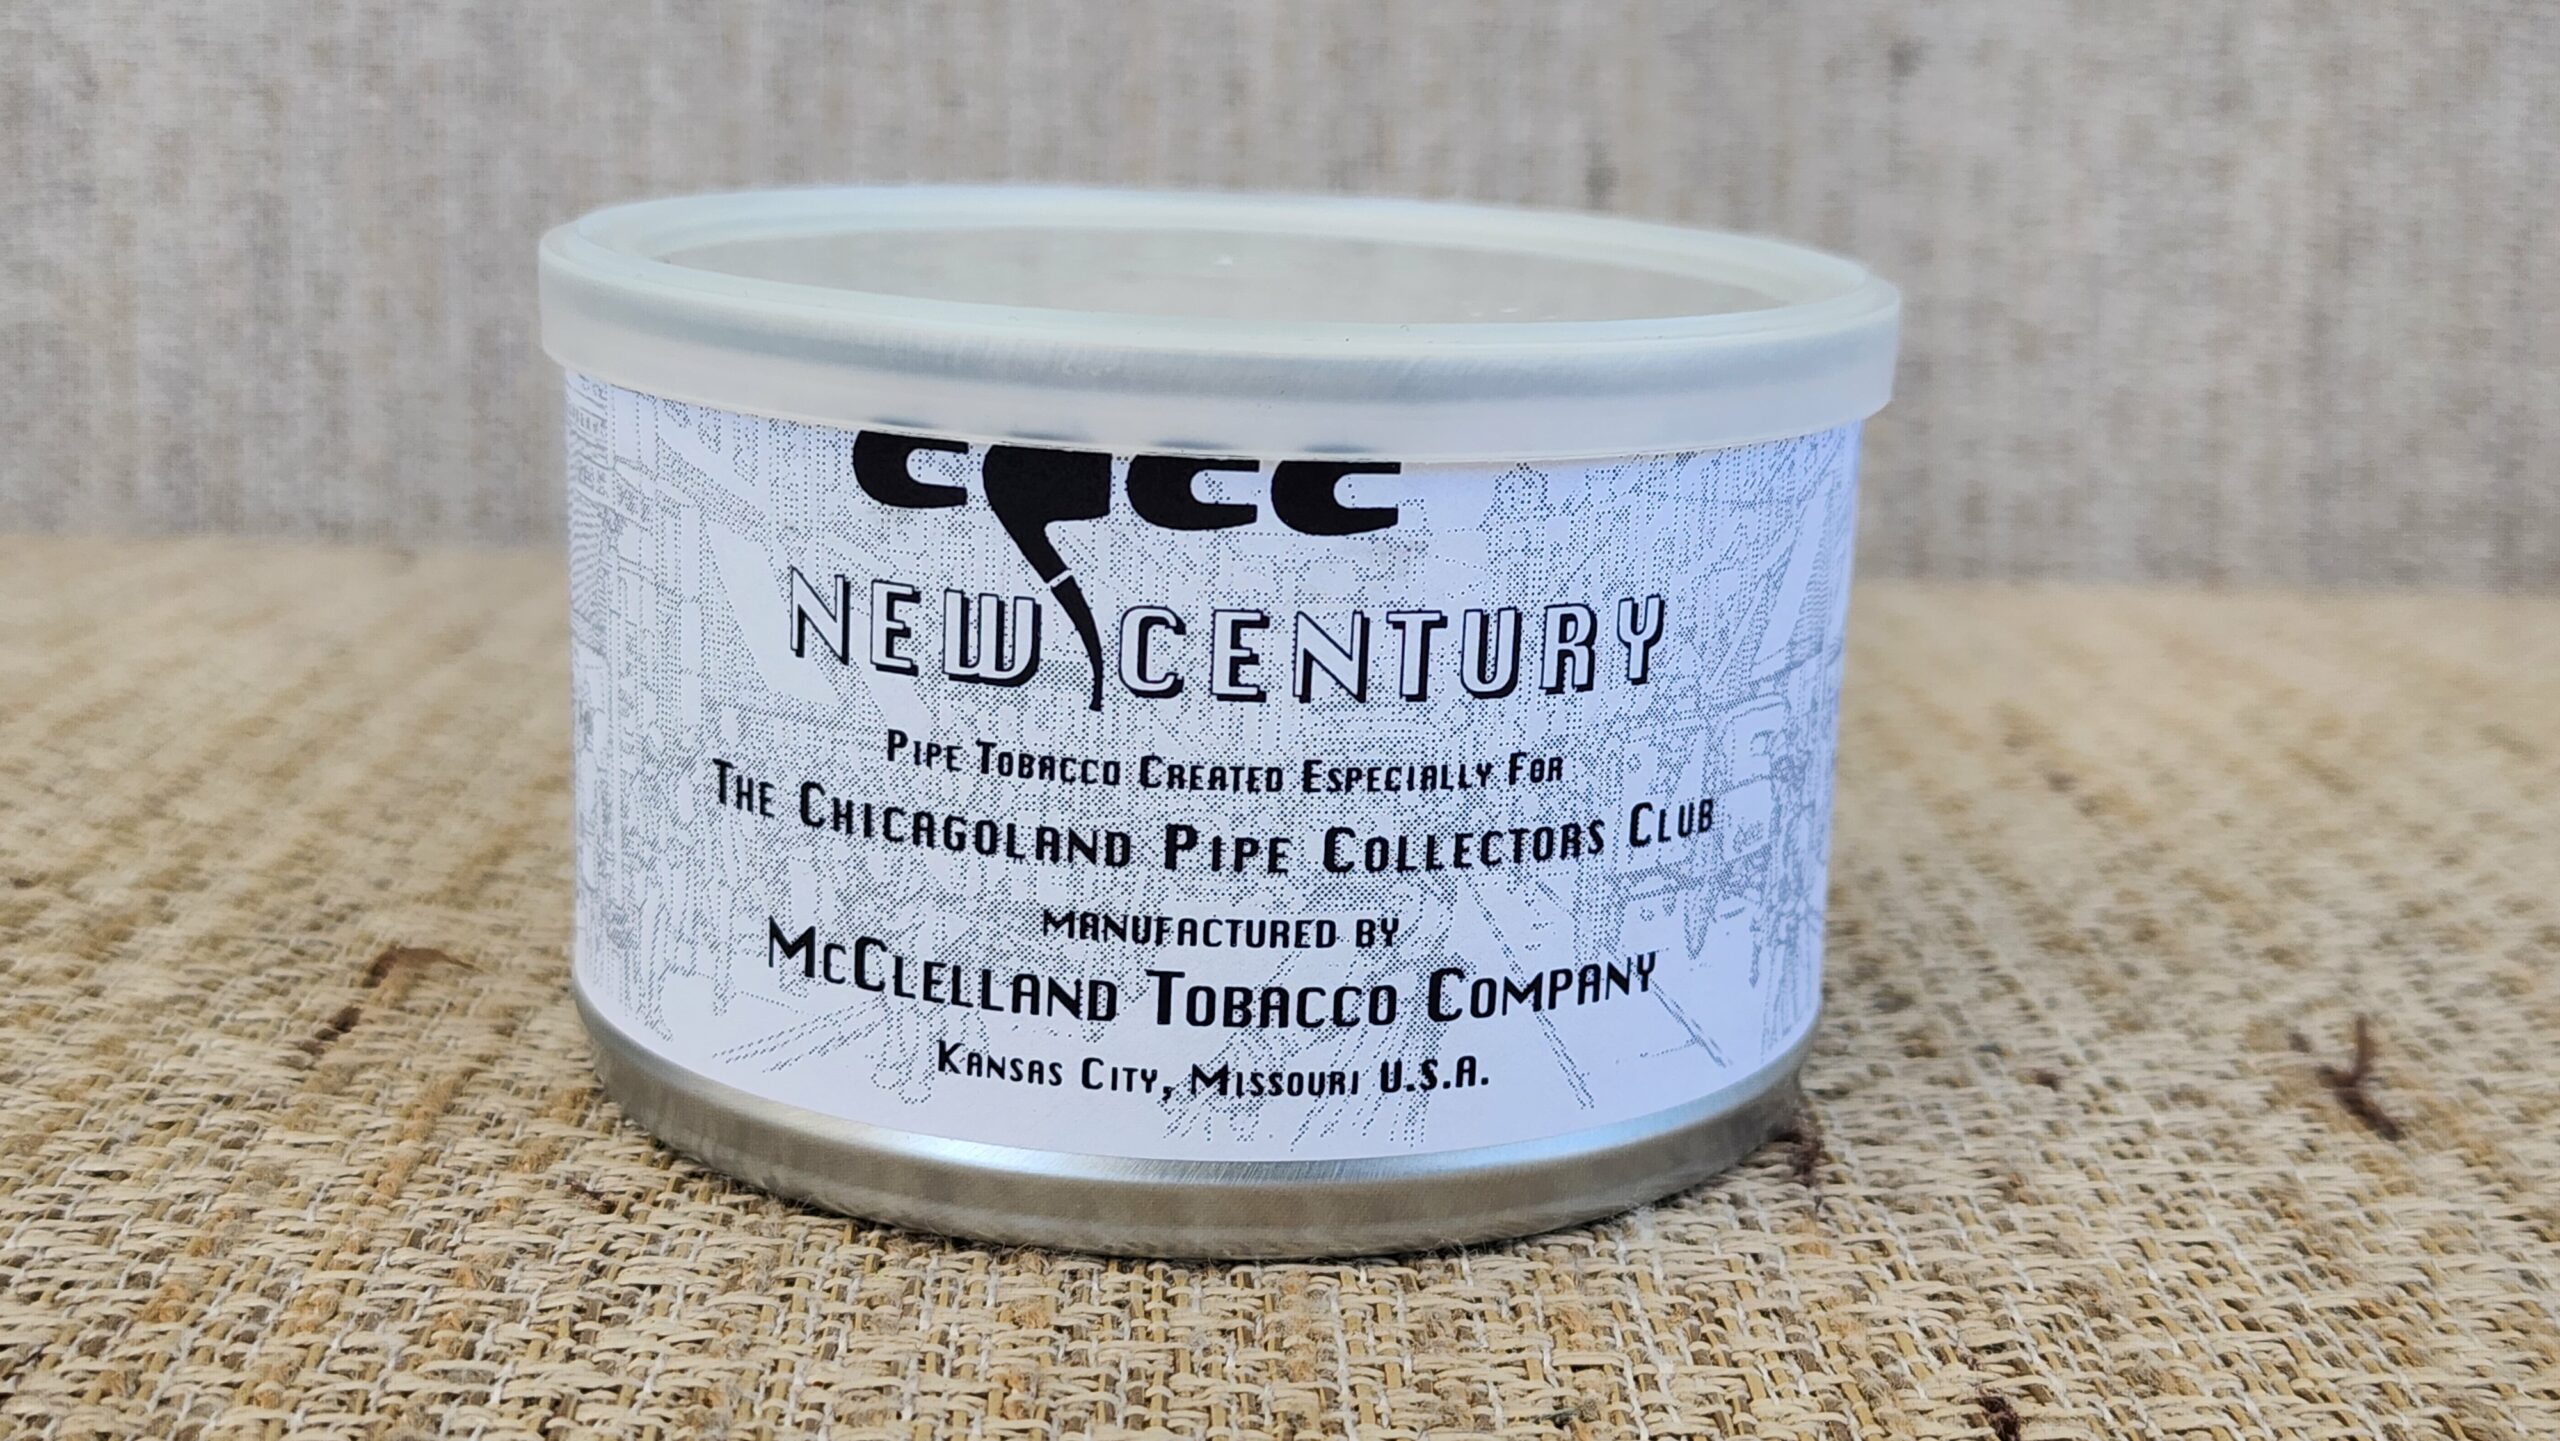 cpcc
NEW CENTURY
PIPE TOBACCO CREATED ESPECIALLY FOR
THE CHICAGOLAND PIPE COLLECTORS CLUB
MANUFACTURED BY
MCCLELLAND TOBACCO COMPANY
KANSAS CITY, MISSOURI U.S.A.